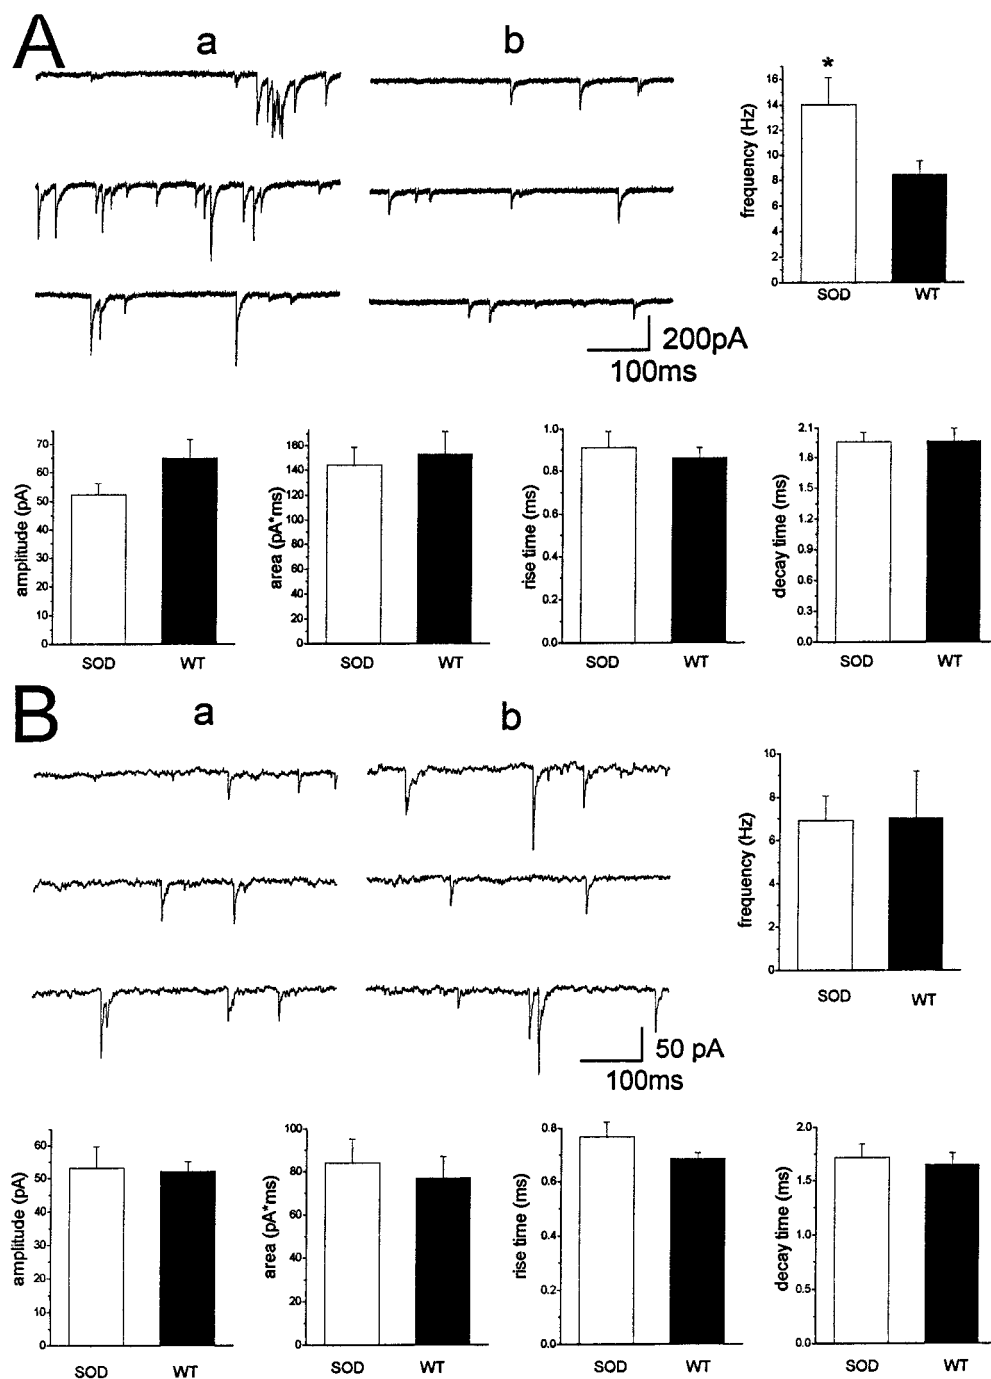 A
a
b
*
frequency (Hz)
16
14
12
10
8
6
4
2
0
SOD WT
200pA
100ms
amplitude (pA)
70
60
50
40
30
20
10
0
SOD WT
area (pA*ms)
160
140
120
100
80
60
40
20
0
SOD WT
rise time (ms)
1.0
0.8
0.6
0.4
0.2
0.0
SOD WT
decay time (ms)
2.1
1.8
1.5
1.2
0.9
0.6
0.3
0.0
SOD WT
B
a
b
frequency (Hz)
10
8
6
4
2
0
SOD WT
50 pA
100ms
amplitude (pA)
60
50
40
30
20
10
0
SOD WT
area (pA*ms)
100
80
60
40
20
0
SOD WT
rise time (ms)
0.8
0.6
0.4
0.2
0.0
SOD WT
decay time (ms)
2.0
1.5
1.0
0.5
0.0
SOD WT